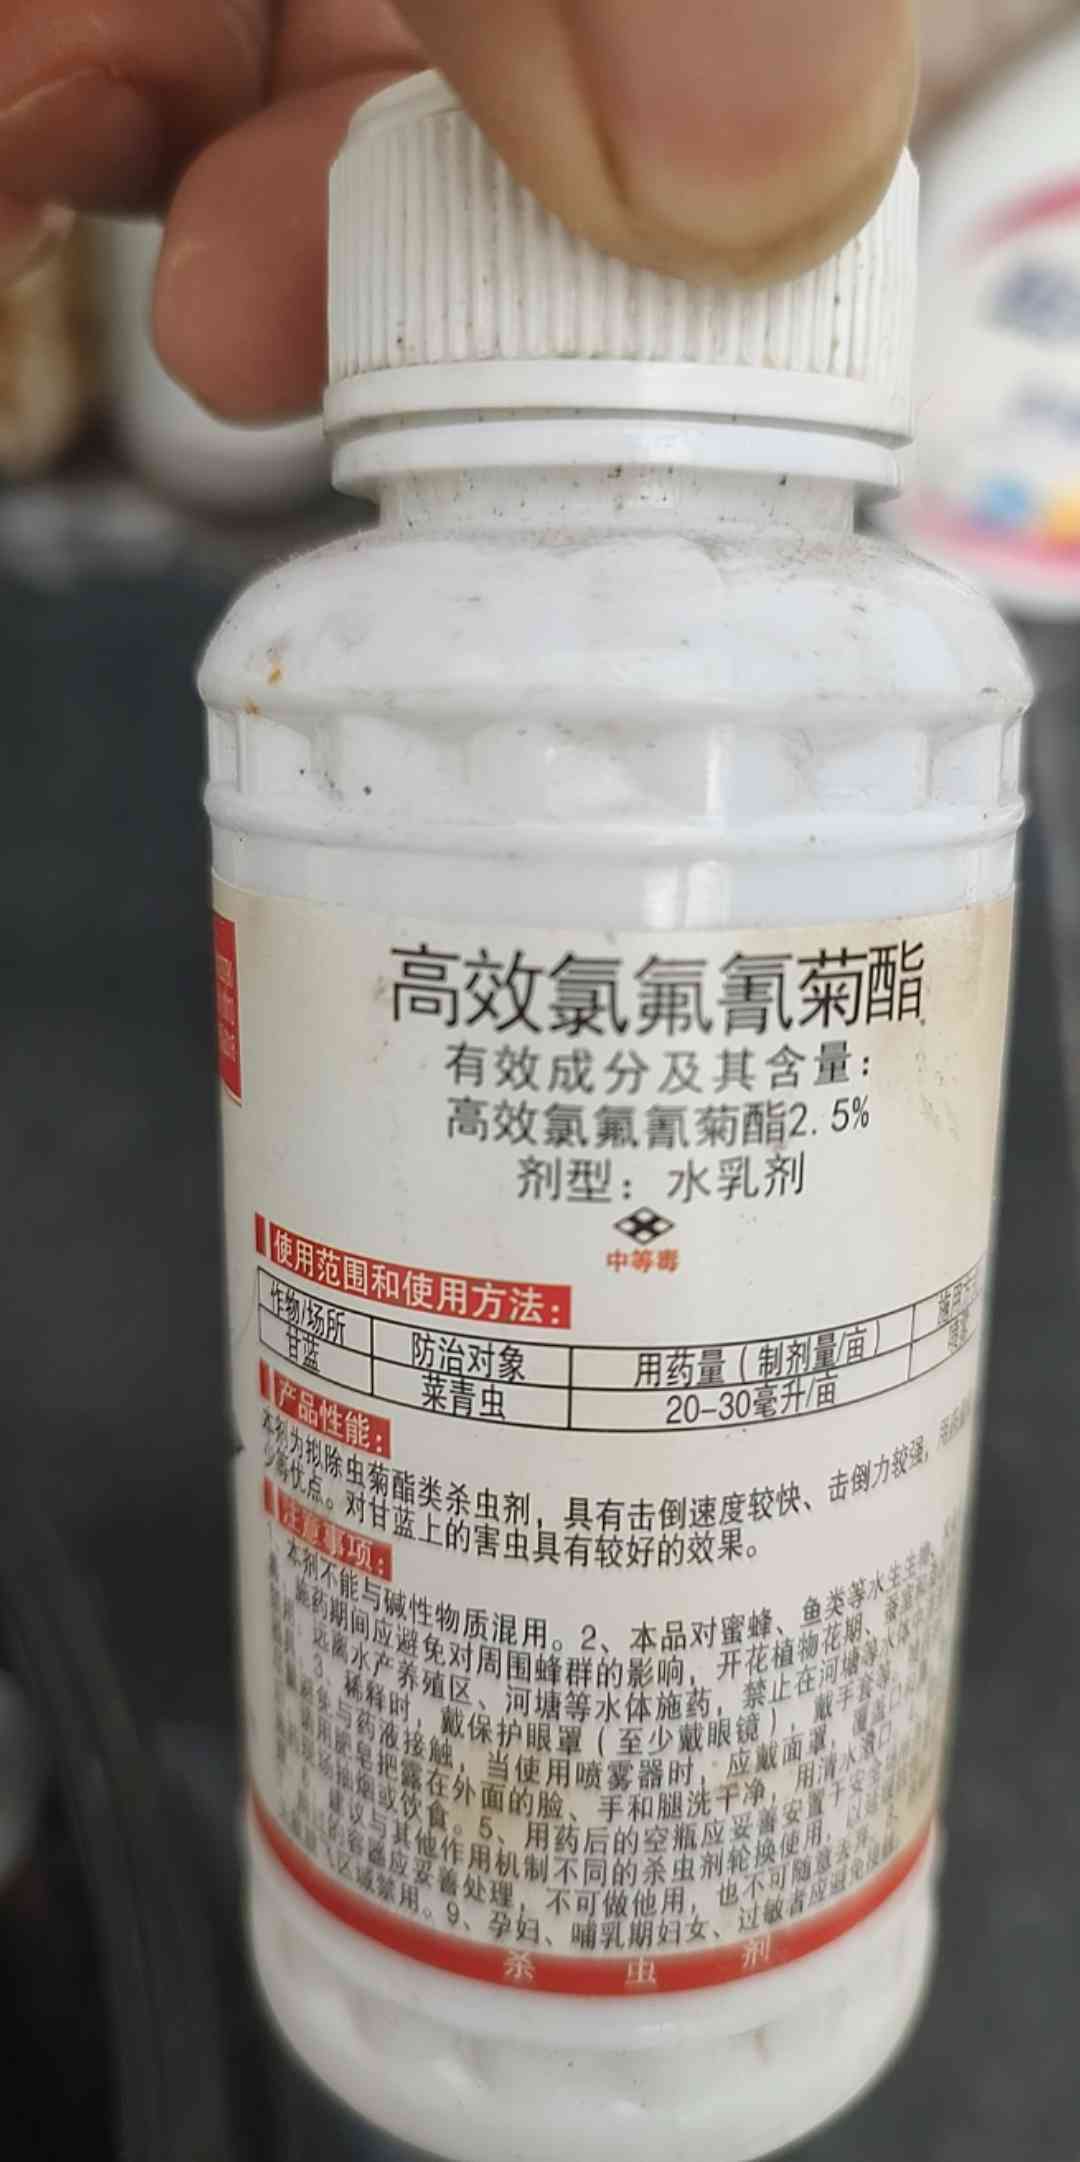 高效氯氟氰菊酯
有效成分及其含量：
高效氯氟氰菊酯2.5%
剂型：水乳剂
中等毒
使用范围和使用方法：
作物/场所 防治对象 用药量（制剂量/亩）
甘蓝 菜青虫 20-30毫升/亩
产品性能：
本剂为拟除虫菊酯类杀虫剂，具有击倒速度较快、击倒力较强，
少等优点。对甘蓝上的害虫具有较好的效果。
注意事项：
1、本剂不能与碱性物质混用。2、本品对蜜蜂、鱼类等水生生物、
施药期间应避免对周围蜂群的影响，开花植物花期、蚕室
远离水产养殖区、河塘等水体施药，禁止在河塘等水体
3、稀释时，戴保护眼罩（至少戴眼镜），戴手套等，
避免与药液接触，当使用喷雾器时，应戴面罩，覆盖口
用肥皂把露在外面的脸、手和腿洗干净，用清水漱口
抽烟或饮食。5、用药后的空瓶应妥善安置于安全
建议与其他作用机制不同的杀虫剂轮换使用，以延缓
的容器应妥善处理，不可做他用，也不可随意丢弃。
禁用。9、孕妇、哺乳期妇女、过敏者应避免接触
杀虫剂